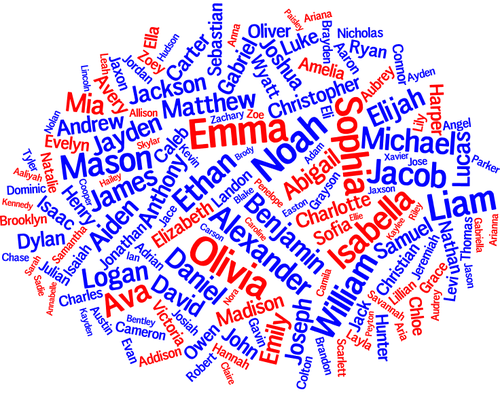 Paisley
Ariana
Nicholas
Anna
Brayden
Ella
Sebastian
Oliver
Luke
Aaron
Ryan
Connor
Hudson
Zoey
Jordan
Carter
Gabriel
Joshua
Ayden
Leah
Jaxon
Lincoln
Avery
Jackson
Wyatt
Amelia
Aubrey
Mia
Allison
Matthew
Christopher
Eli
Elijah
Lily
Harper
Nolan
Andrew
Zachary
Zoe
Emma
Noah
Sophia
Michael
Angel
Evelyn
Jayden
Skylar
Caleb
Kevin
Brody
Adam
Abigail
Xavier
Jose
Lucas
Parker
Tyler
Natalie
Mason
Hailey
Anthony
Ethan
Blake
Penelope
Grayson
Jacob
Jaxson
Aaliyah
Dominic
Cooper
James
Landon
Easton
Charlotte
Kennedy
Henry
Aiden
Jace
Elizabeth
Caroline
Benjamin
Sofia
Ellie
Isabella
Kaylee
Riley
Liam
Brooklyn
Isaac
Samantha
Jonathan
Carson
Alexander
Samuel
Gabriella
Arianna
Dylan
Isaiah
Adrian
Olivia
William
Christian
Jeremiah
Nathan
Thomas
Chase
Sarah
Julian
Logan
Ian
Daniel
Nora
Camila
Lillian
Grace
Levi
Jason
Sadie
Annabelle
Charles
Ava
David
Madison
Joseph
Jack
Savannah
Aria
Chloe
Audrey
Kayden
Austin
Bentley
Victoria
Josiah
Gavin
Emily
Layla
Peyton
Hunter
Evan
Cameron
Owen
John
Brandon
Scarlett
Addison
Robert
Hannah
Claire
Colton